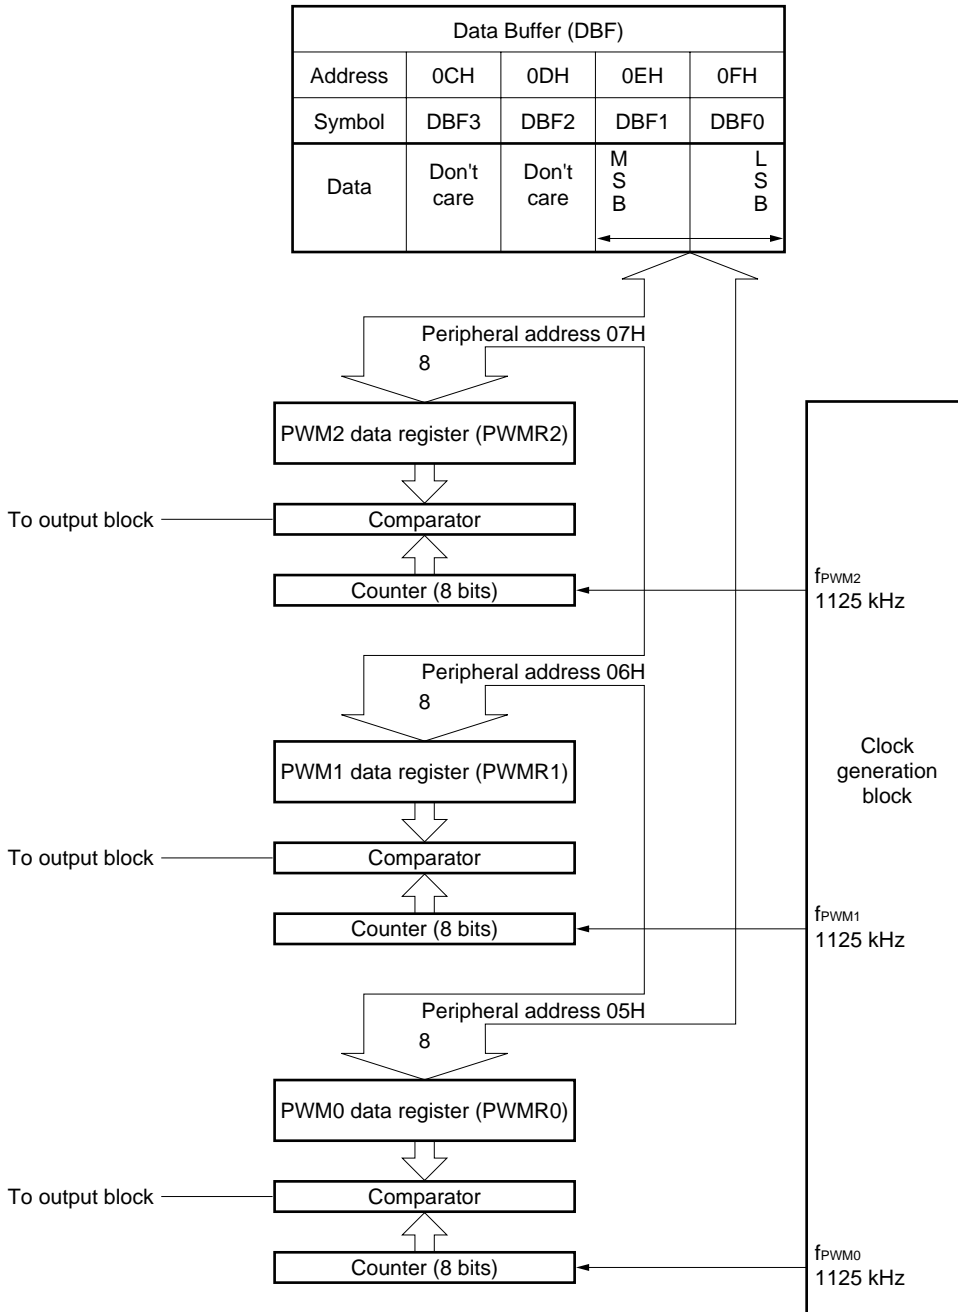 Data Buffer (DBF)
Address 0CH 0DH 0EH 0FH
Symbol DBF3 DBF2 DBF1 DBF0
Data Don't care Don't care MSB LSB
Peripheral address 07H
8
PWM2 data register (PWMR2)
To output block
Comparator
Counter (8 bits)
fPWM2
1125 kHz
Peripheral address 06H
8
PWM1 data register (PWMR1)
Clock
generation
block
To output block
Comparator
Counter (8 bits)
fPWM1
1125 kHz
Peripheral address 05H
8
PWM0 data register (PWMR0)
To output block
Comparator
Counter (8 bits)
fPWM0
1125 kHz